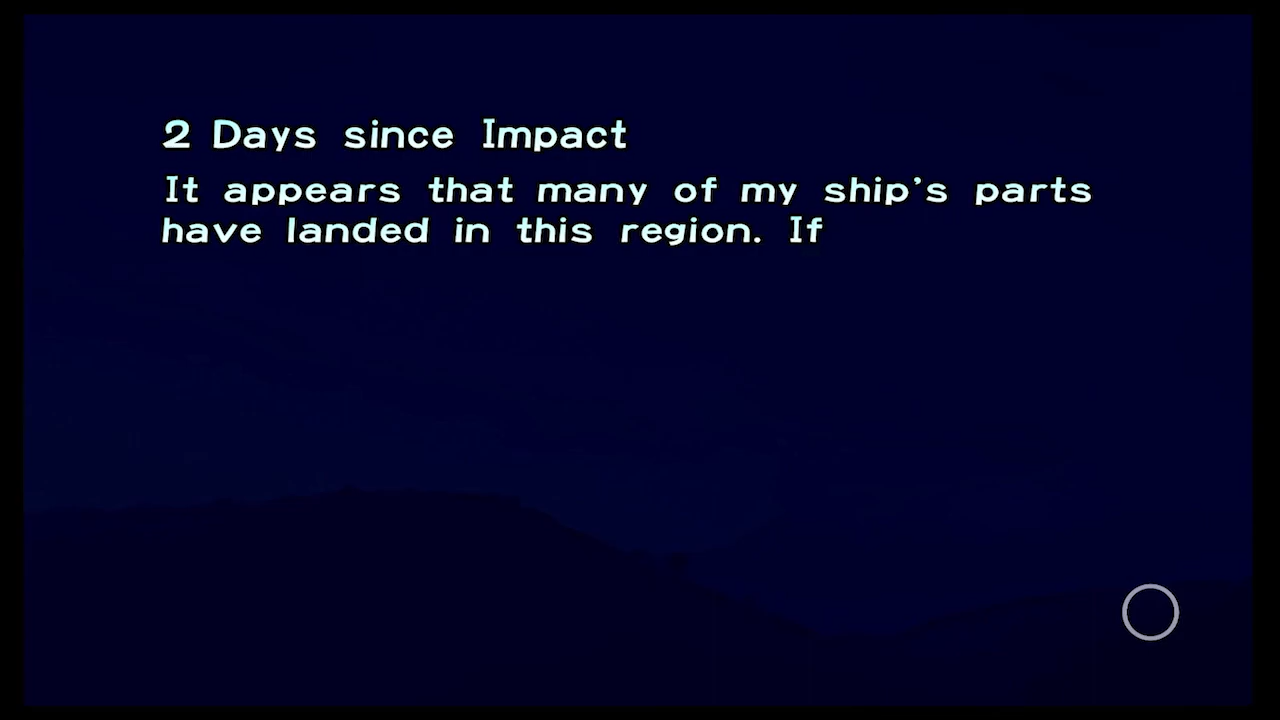 2 Days since Impact
It appears that many of my ship's parts
have landed in this region. If